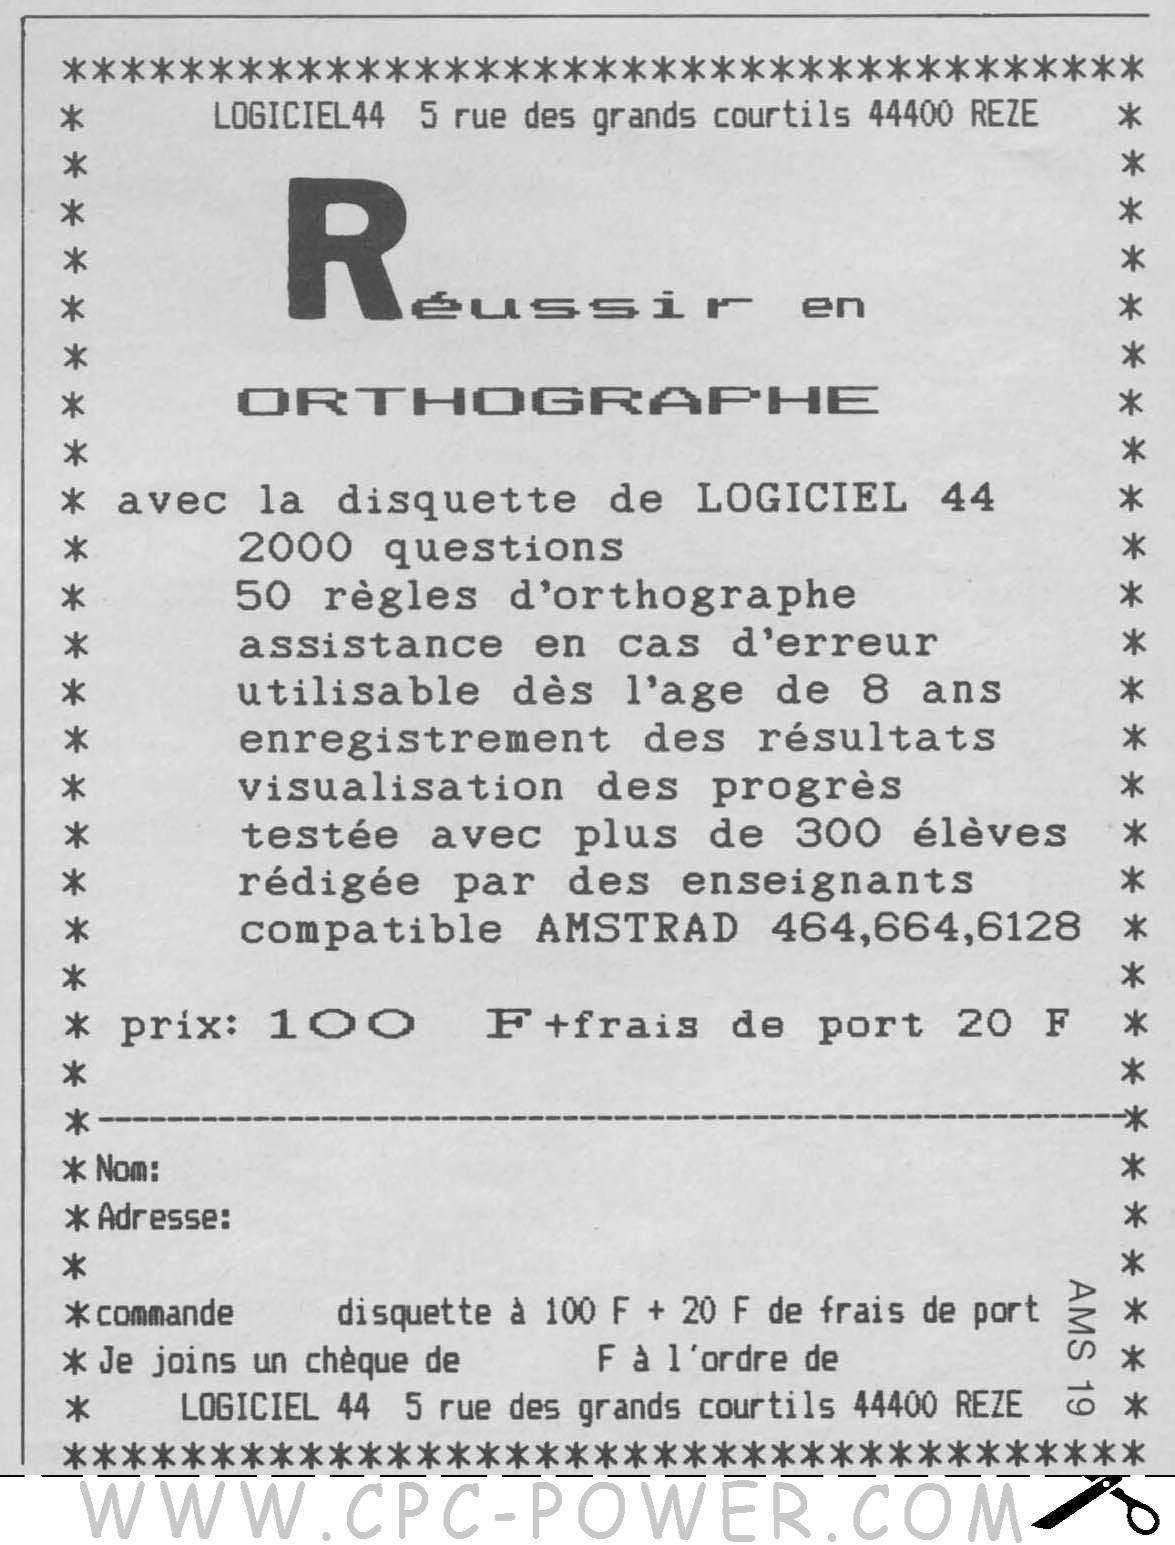 ****************************************
* LOGICIEL44 5 rue des grands courtils 44400 REZE *
* *
* *
* *
* Réussir en *
* *
* ORTHOGRAPHE *
* *
* avec la disquette de LOGICIEL 44 *
* 2000 questions *
* 50 règles d'orthographe *
* assistance en cas d'erreur *
* utilisable dès l'age de 8 ans *
* enregistrement des résultats *
* visualisation des progrès *
* testée avec plus de 300 élèves *
* rédigée par des enseignants *
* compatible AMSTRAD 464,664,6128 *
* *
* prix: 100 F+frais de port 20 F *
* *
*------------------------------------------------------------*
* Nom: *
* Adresse: *
* *
* commande disquette à 100 F + 20 F de frais de port *
* Je joins un chèque de F à l'ordre de *
* LOGICIEL 44 5 rue des grands courtils 44400 REZE *
AMS 19
****************************************
WWW.CPC-POWER.COM